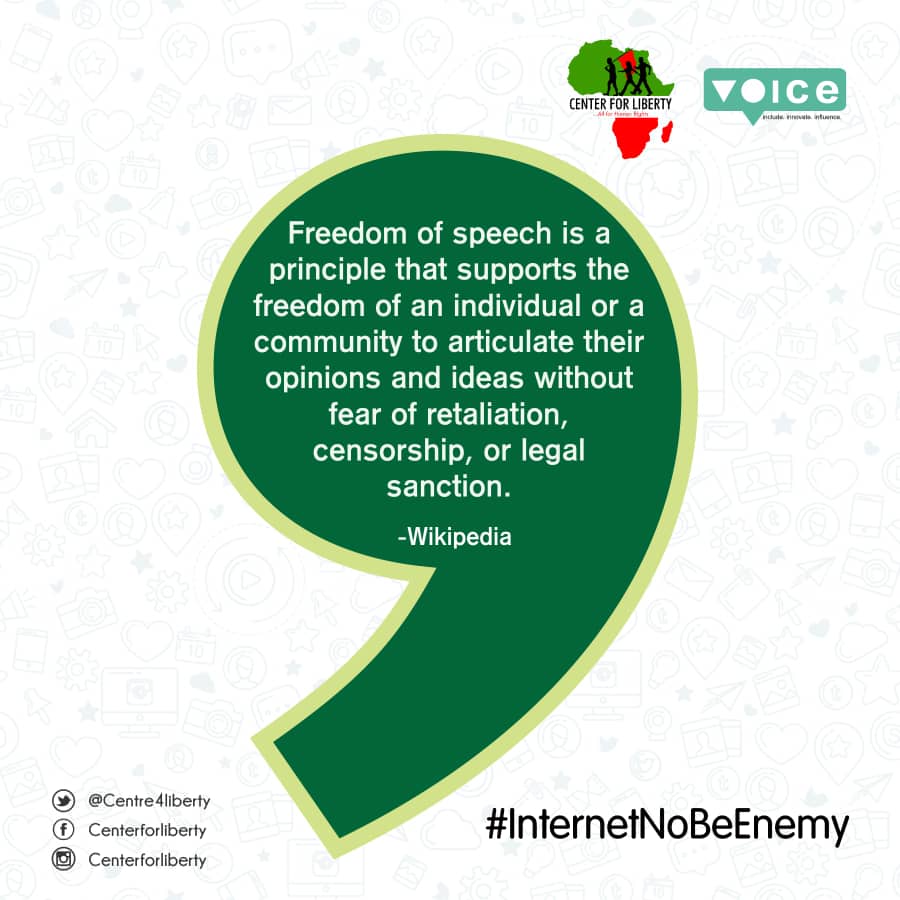 CENTER FOR LIBERTY
...All for Human Rights
VOICE
include. innovate. influence.
Freedom of speech is a
principle that supports the
freedom of an individual or a
community to articulate their
opinions and ideas without
fear of retaliation,
censorship, or legal
sanction.
-Wikipedia
@Centre4liberty
Centerforliberty
Centerforliberty
#InternetNoBeEnemy